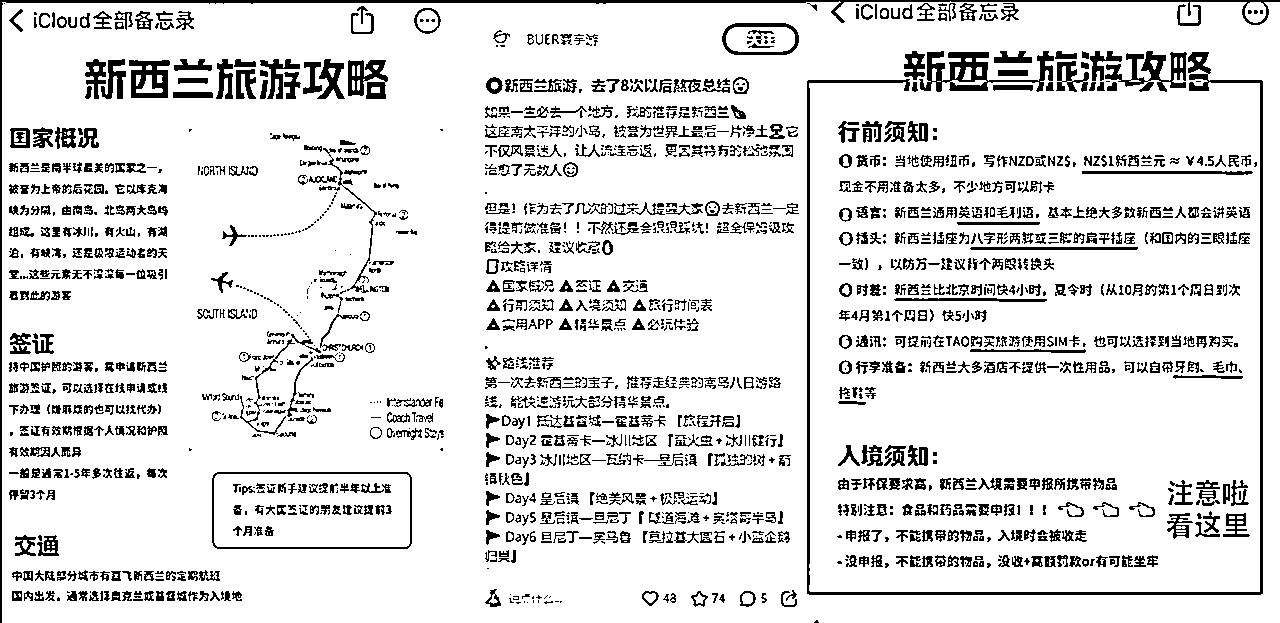 iCloud全部备忘录
新西兰旅游攻略
国家概况
新西兰是南半球最美的国家之一，
被誉为上帝的后花园。它以库克海
峡为分隔，由南岛、北岛两大岛屿
组成。这里有冰川，有火山，有湖
泊，有峡湾，还是极限运动者的天
堂...这些元素无不深深每一位吸引
着到此的游客
签证
持中国护照的游客，需申请新西兰
旅游签证，可以选择在线申请或线
下办理（嫌麻烦的也可以找代办）
，签证有效期根据个人情况和护照
有效期因人而异
一般是通常1-5年多次往返，每次
停留3个月
NORTH ISLAND
AUCKLAND
WELLINGTON
SOUTH ISLAND
CHRISTCHURCH
Coach Travel
Overnight Stays
Tips:签证新手建议提前半年以上准
备，有大国签证的朋友建议提前3
个月准备
交通
中国大陆部分城市有直飞新西兰的定期航班
国内出发，通常选择奥克兰或基督城作为入境地
BUER寰宇游
关注
新西兰旅游，去了8次以后熬夜总结
如果一生必去一个地方，我的推荐是新西兰
这座南太平洋的小岛，被誉为世界上最后一片净土它
不仅风景迷人，让人流连忘返，更因其特有的松弛氛围
治愈了无数人
.
但是！作为去了几次的过来人提醒大家去新西兰一定
得提前做准备！！不然还是会狠狠踩坑！超全保姆级攻
略给大家，建议收藏
攻略详情
国家概况 签证 交通
行前须知 入境须知 旅行时间表
实用APP 精华景点 必玩体验
.
路线推荐
第一次去新西兰的宝子，推荐走经典的南岛八日游路
线，能快速游玩大部分精华景点。
Day1 抵达基督城—霍基蒂卡『旅程开启』
Day2 霍基蒂卡—冰川地区『萤火虫+冰川健行』
Day3 冰川地区—瓦纳卡—皇后镇『孤独的树+箭
镇秋色』
Day4 皇后镇『绝美风景+极限运动』
Day5 皇后镇—但尼丁『隧道海滩+奥塔哥半岛』
Day6 但尼丁—奥马鲁『莫拉基大圆石+小蓝企鹅
归巢』
说点什么...
48 74 5
iCloud全部备忘录
新西兰旅游攻略
行前须知：
货币：当地使用纽币，写作NZD或NZ$，NZ$1新西兰元 ≈ ￥4.5人民币，
现金不用准备太多，不少地方可以刷卡
语言：新西兰通用英语和毛利语，基本上绝大多数新西兰人都会讲英语
插头：新西兰插座为八字形两脚或三脚的扁平插座（和国内的三眼插座
一致），以防万一建议背个两眼转换头
时差：新西兰比北京时间快4小时，夏令时（从10月的第1个周日到次
年4月第1个周日）快5小时
通讯：可提前在TAO购买旅游使用SIM卡，也可以选择到当地再购买。
行李准备：新西兰大多酒店不提供一次性用品，可以自带牙刷、毛巾、
拖鞋等
入境须知：
由于环保要求高，新西兰入境需要申报所携带物品
特别注意：食品和药品需要申报！！！
- 申报了，不能携带的物品，入境时会被收走
- 没申报，不能携带的物品，没收+高额罚款or有可能坐牢
注意啦
看这里